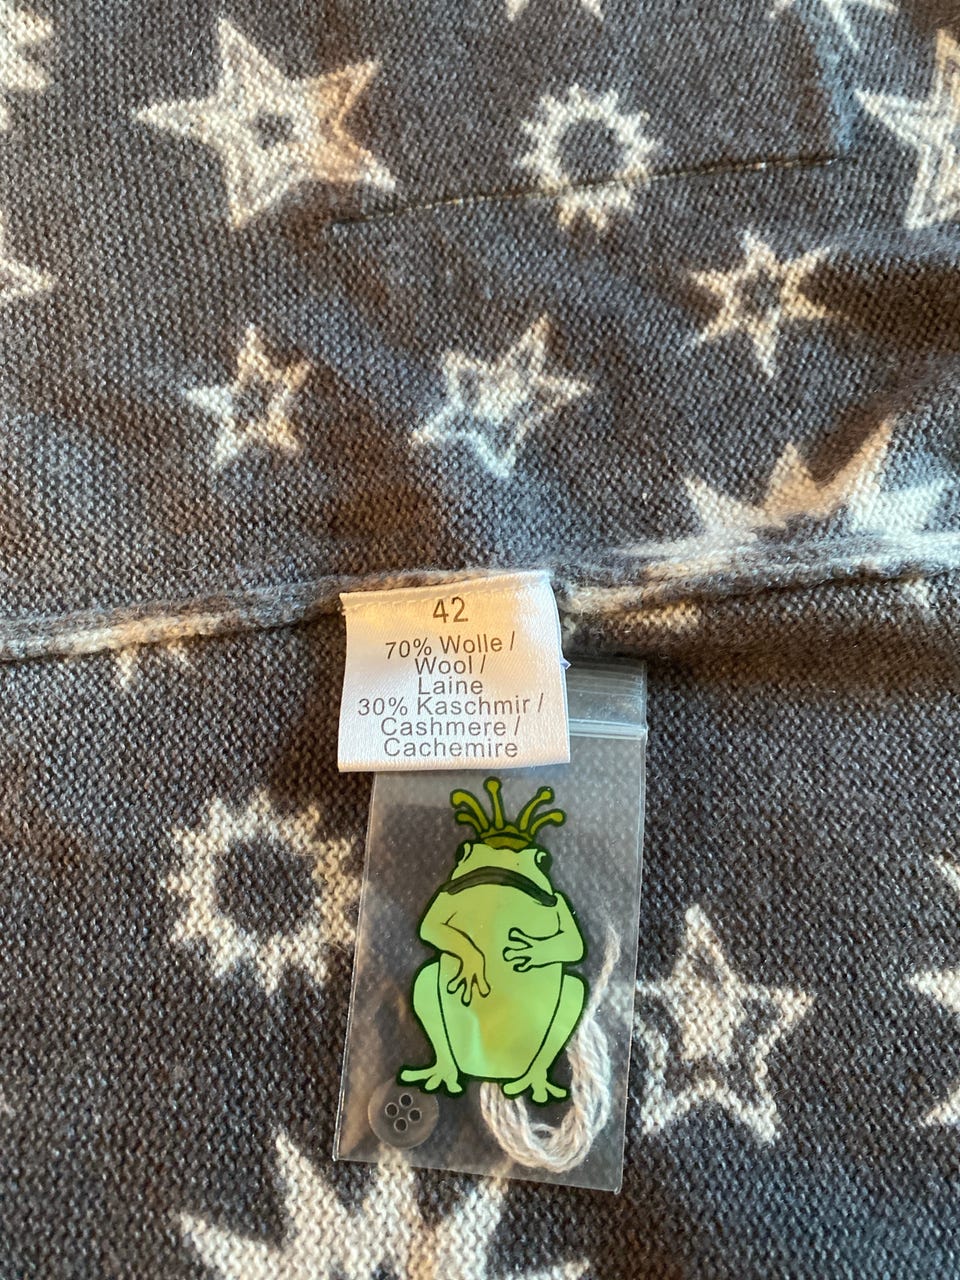 42
70% Wolle /
Wool /
Laine
30% Kaschmir /
Cashmere /
Cachemire